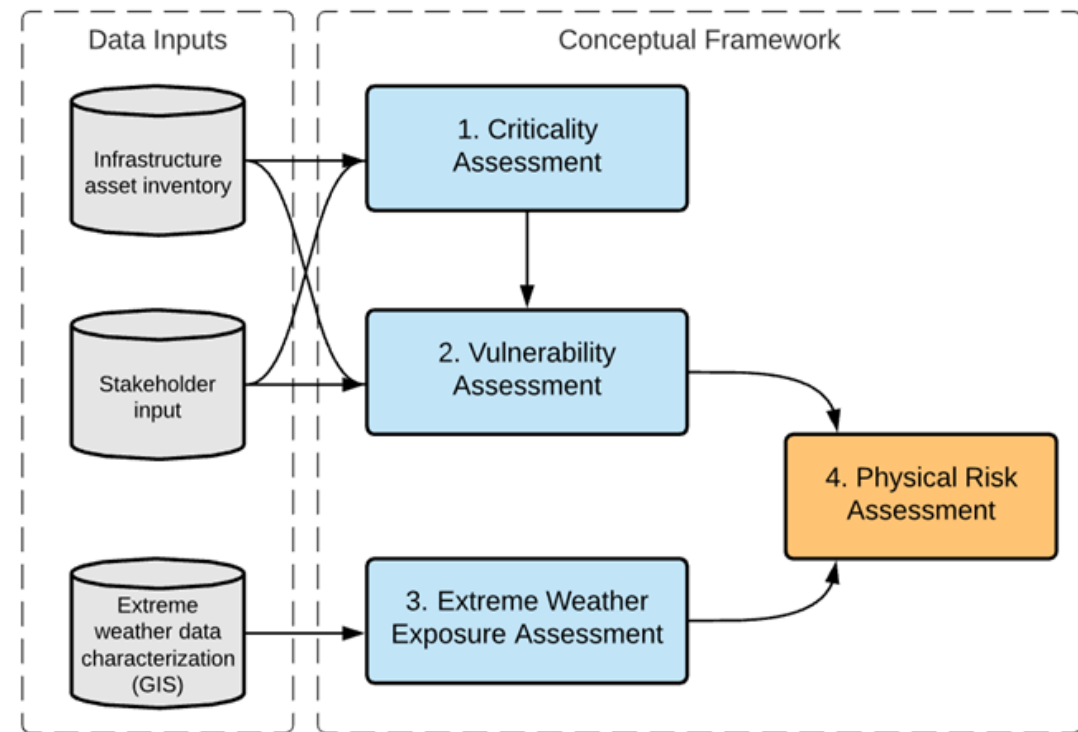 Data Inputs
Conceptual Framework
Infrastructure
asset inventory
1. Criticality
Assessment
Stakeholder
input
2. Vulnerability
Assessment
4. Physical Risk
Assessment
Extreme
weather data
characterization
(GIS)
3. Extreme Weather
Exposure Assessment